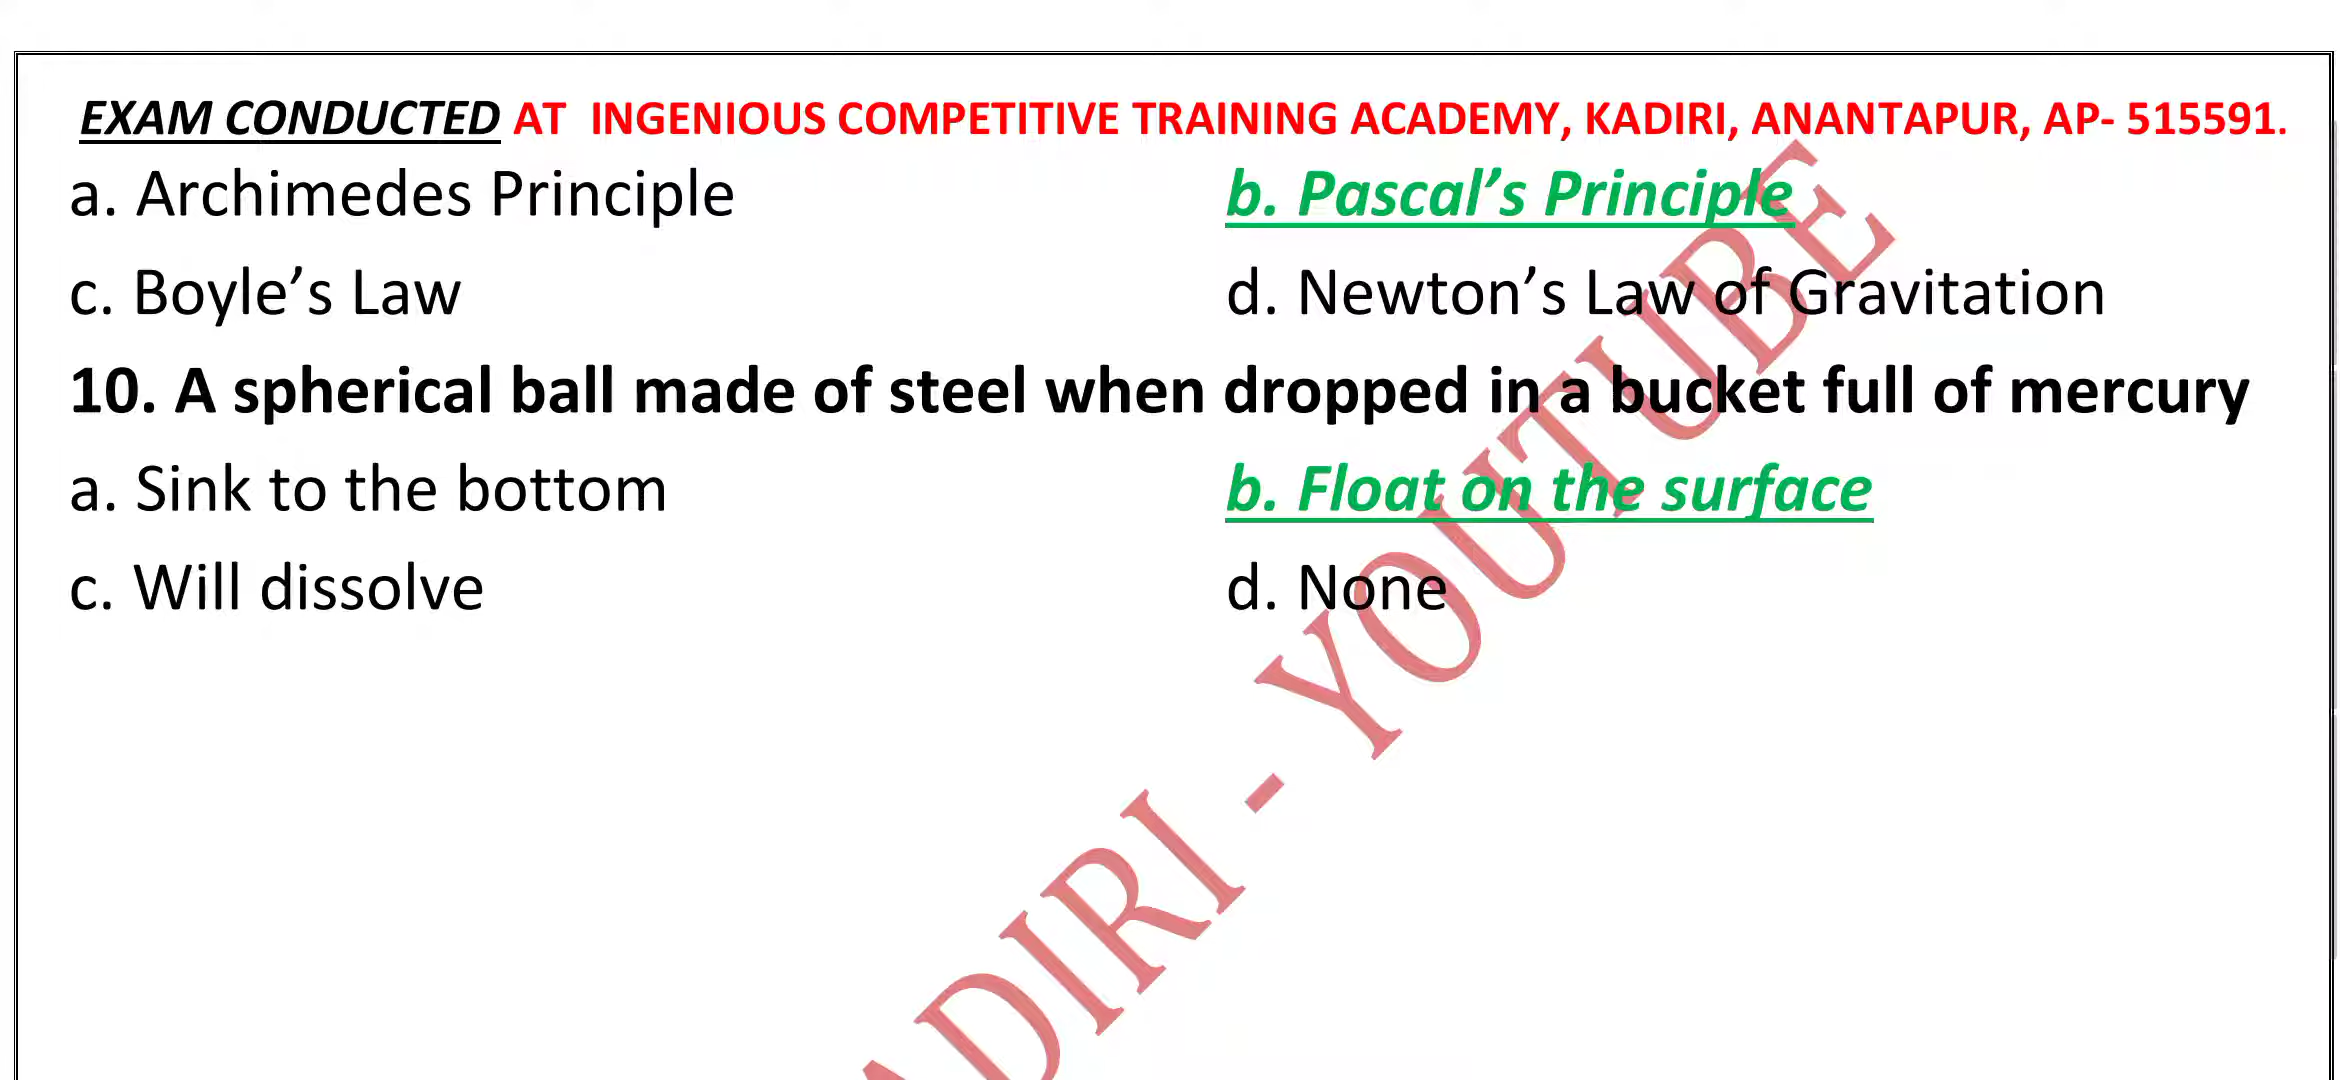 EXAM CONDUCTED AT INGENIOUS COMPETITIVE TRAINING ACADEMY, KADIRI, ANANTAPUR, AP- 515591.
a. Archimedes Principle b. Pascal’s Principle
c. Boyle’s Law d. Newton’s Law of Gravitation
10. A spherical ball made of steel when dropped in a bucket full of mercury
a. Sink to the bottom b. Float on the surface
c. Will dissolve d. None
ADIRI - YOUTUBE